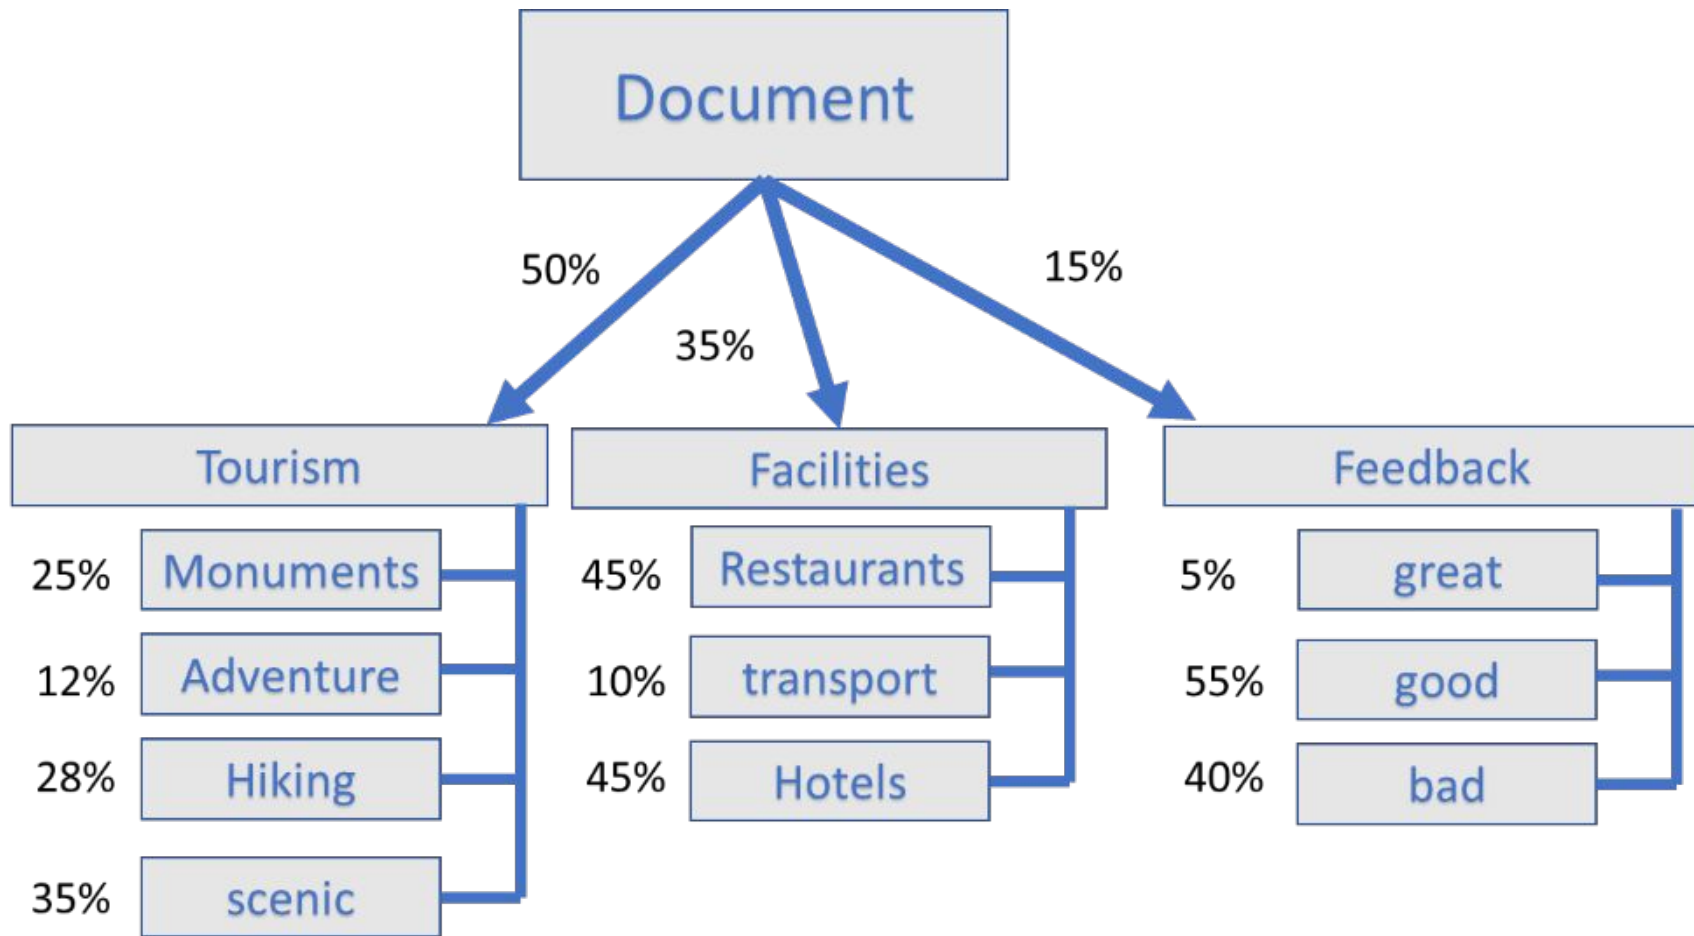 Document
50%
35%
15%
Tourism
25% Monuments
12% Adventure
28% Hiking
35% scenic
Facilities
45% Restaurants
10% transport
45% Hotels
Feedback
5% great
55% good
40% bad